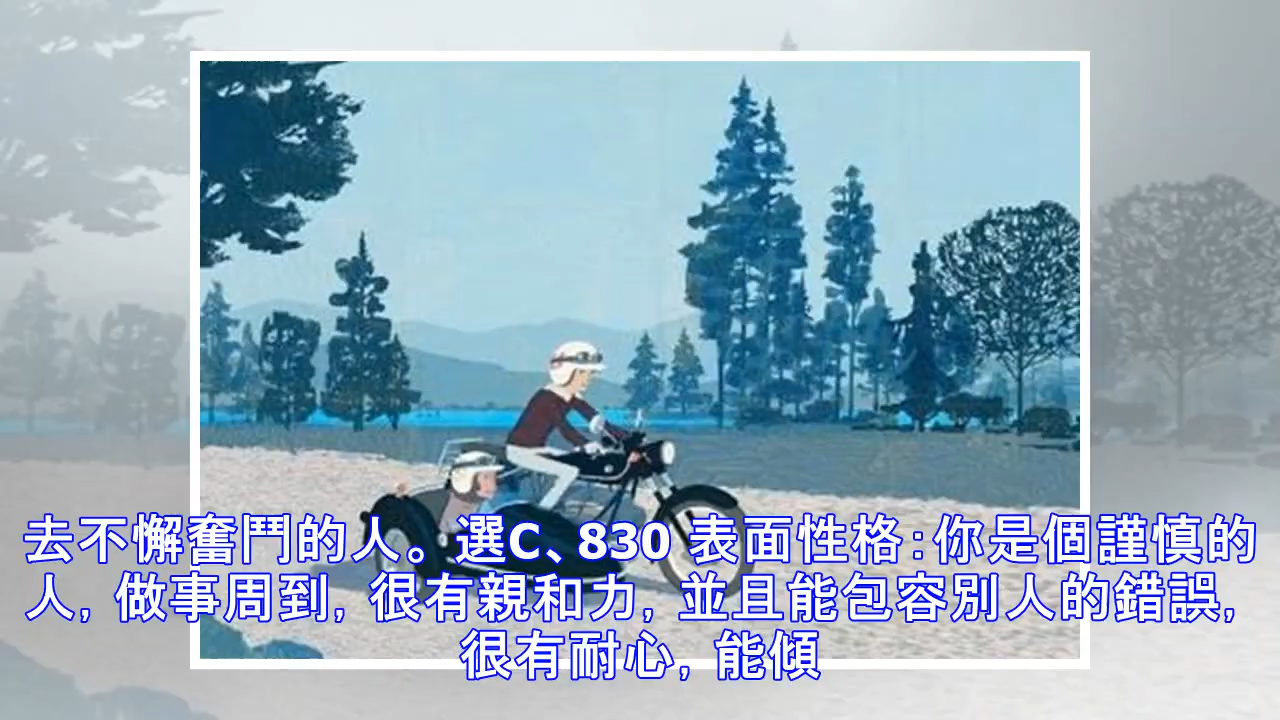 去不懈奮鬥的人。選C、830 表面性格:你是個謹慎的
人, 做事周到, 很有親和力, 並且能包容別人的錯誤,
很有耐心, 能傾